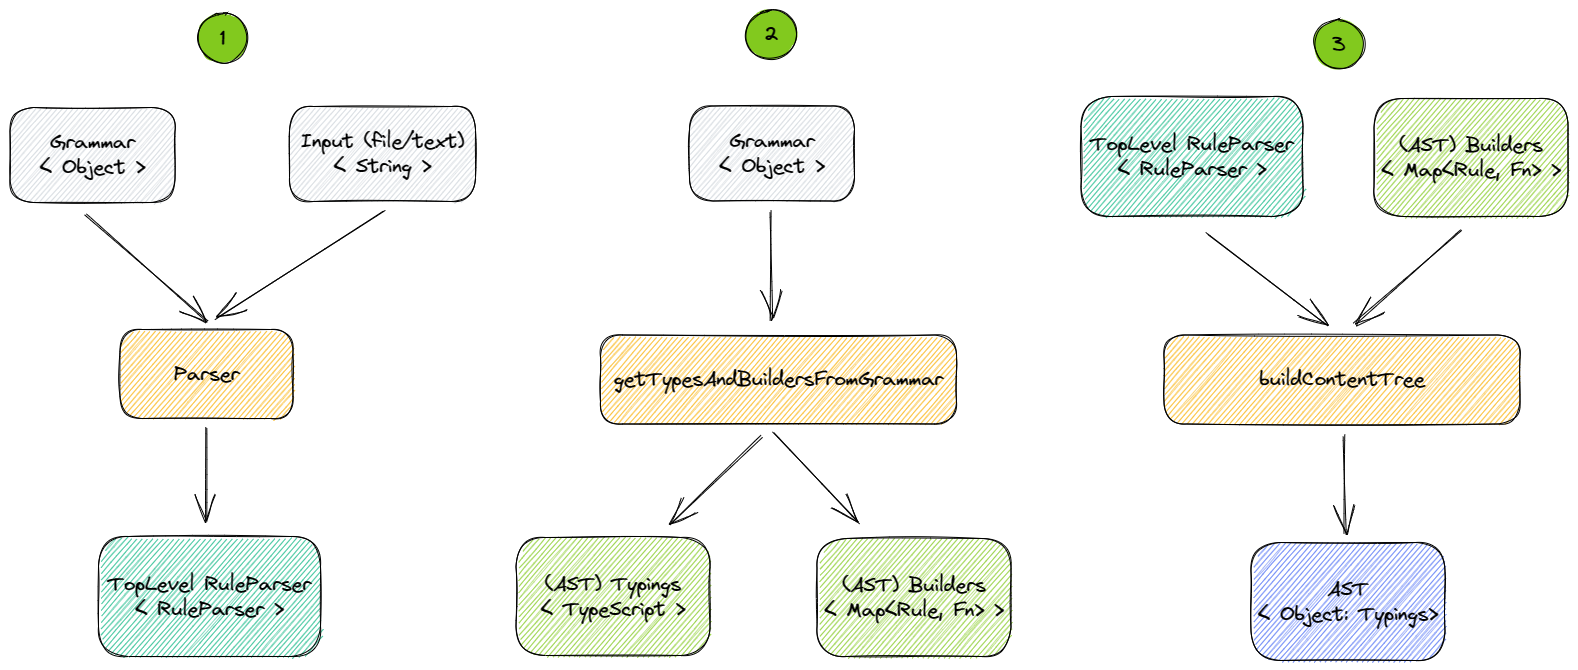 1
Grammar
< Object >
Input (file/text)
< String >
Parser
TopLevel RuleParser
< RuleParser >
2
Grammar
< Object >
getTypesAndBuildersFromGrammar
(AST) Typings
< TypeScript >
(AST) Builders
< Map<Rule, Fn> >
3
TopLevel RuleParser
< RuleParser >
(AST) Builders
< Map<Rule, Fn> >
buildContentTree
AST
< Object: Typings>